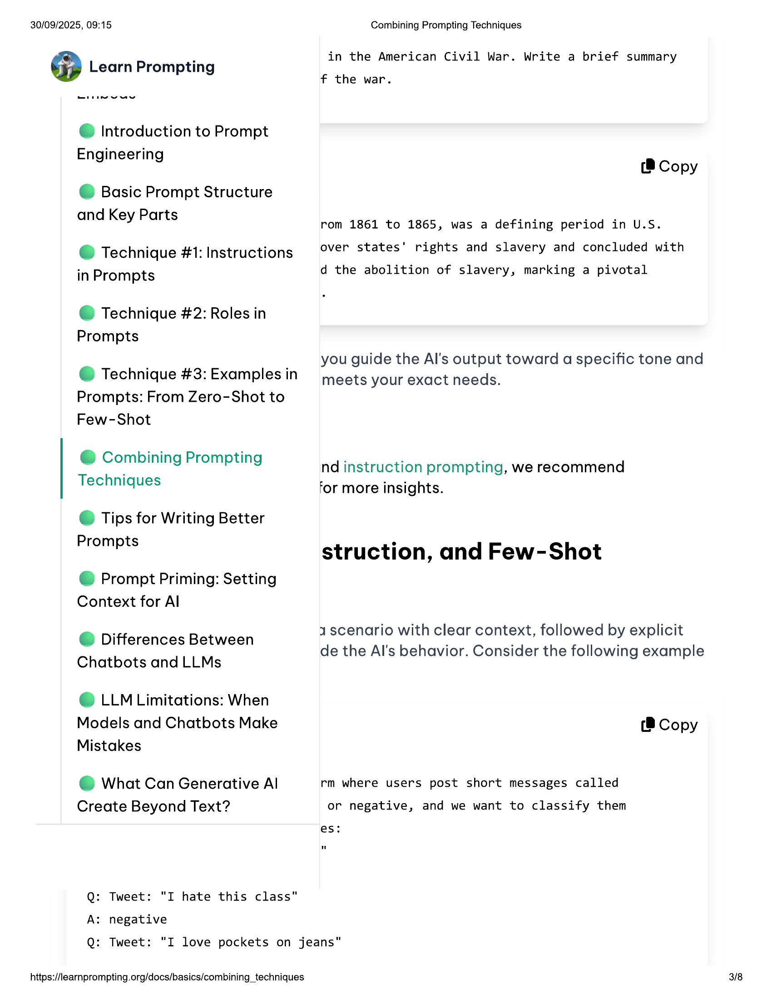 30/09/2025, 09:15
Combining Prompting Techniques
Learn Prompting
Introduction to Prompt
Engineering
Basic Prompt Structure
and Key Parts
Technique #1: Instructions
in Prompts
Technique #2: Roles in
Prompts
Technique #3: Examples in
Prompts: From Zero-Shot to
Few-Shot
Combining Prompting
Techniques
Tips for Writing Better
Prompts
Prompt Priming: Setting
Context for AI
Differences Between
Chatbots and LLMs
LLM Limitations: When
Models and Chatbots Make
Mistakes
What Can Generative AI
Create Beyond Text?
in the American Civil War. Write a brief summary
f the war.
Copy
rom 1861 to 1865, was a defining period in U.S.
over states' rights and slavery and concluded with
d the abolition of slavery, marking a pivotal
.
you guide the AI's output toward a specific tone and
meets your exact needs.
nd instruction prompting, we recommend
for more insights.
struction, and Few-Shot
a scenario with clear context, followed by explicit
de the AI's behavior. Consider the following example
Copy
rm where users post short messages called
or negative, and we want to classify them
es:
"
Q: Tweet: "I hate this class"
A: negative
Q: Tweet: "I love pockets on jeans"
https://learnprompting.org/docs/basics/combining_techniques
3/8